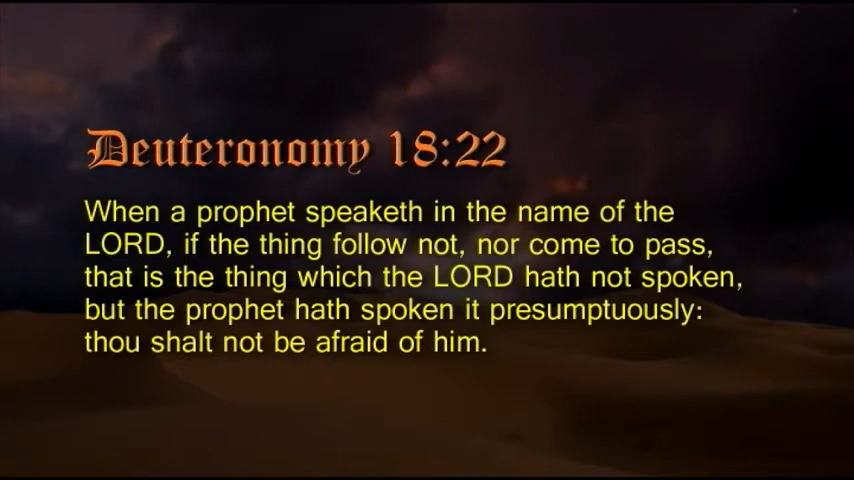 Deuteronomy 18:22
When a prophet speaketh in the name of the
LORD, if the thing follow not, nor come to pass,
that is the thing which the LORD hath not spoken,
but the prophet hath spoken it presumptuously:
thou shalt not be afraid of him.